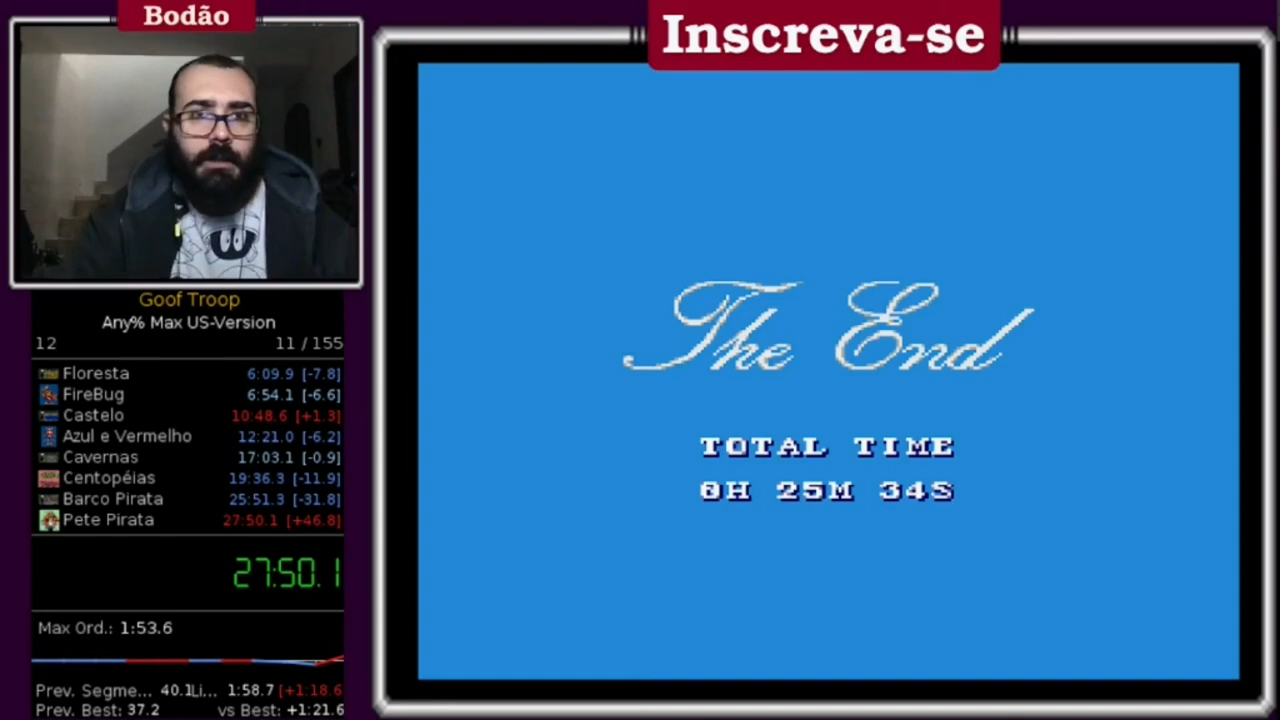 Bodão
Inscreva-se
Goof Troop
Any% Max US-Version
12 11 / 155
Floresta 6:09.9 [-7.8]
FireBug 6:54.1 [-6.6]
Castelo 10:48.6 [+1.3]
Azul e Vermelho 12:21.0 [-6.2]
Cavernas 17:03.1 [-0.9]
Centopéias 19:36.3 [-11.9]
Barco Pirata 25:51.3 [-31.8]
Pete Pirata 27:50.1 [+46.8]
27:50.1
Max Ord.: 1:53.6
Prev. Segme... 40.1Li... 1:58.7 [+1:18.6
Prev. Best: 37.2 vs Best: +1:21.6
The End
TOTAL TIME
0H 25M 34S